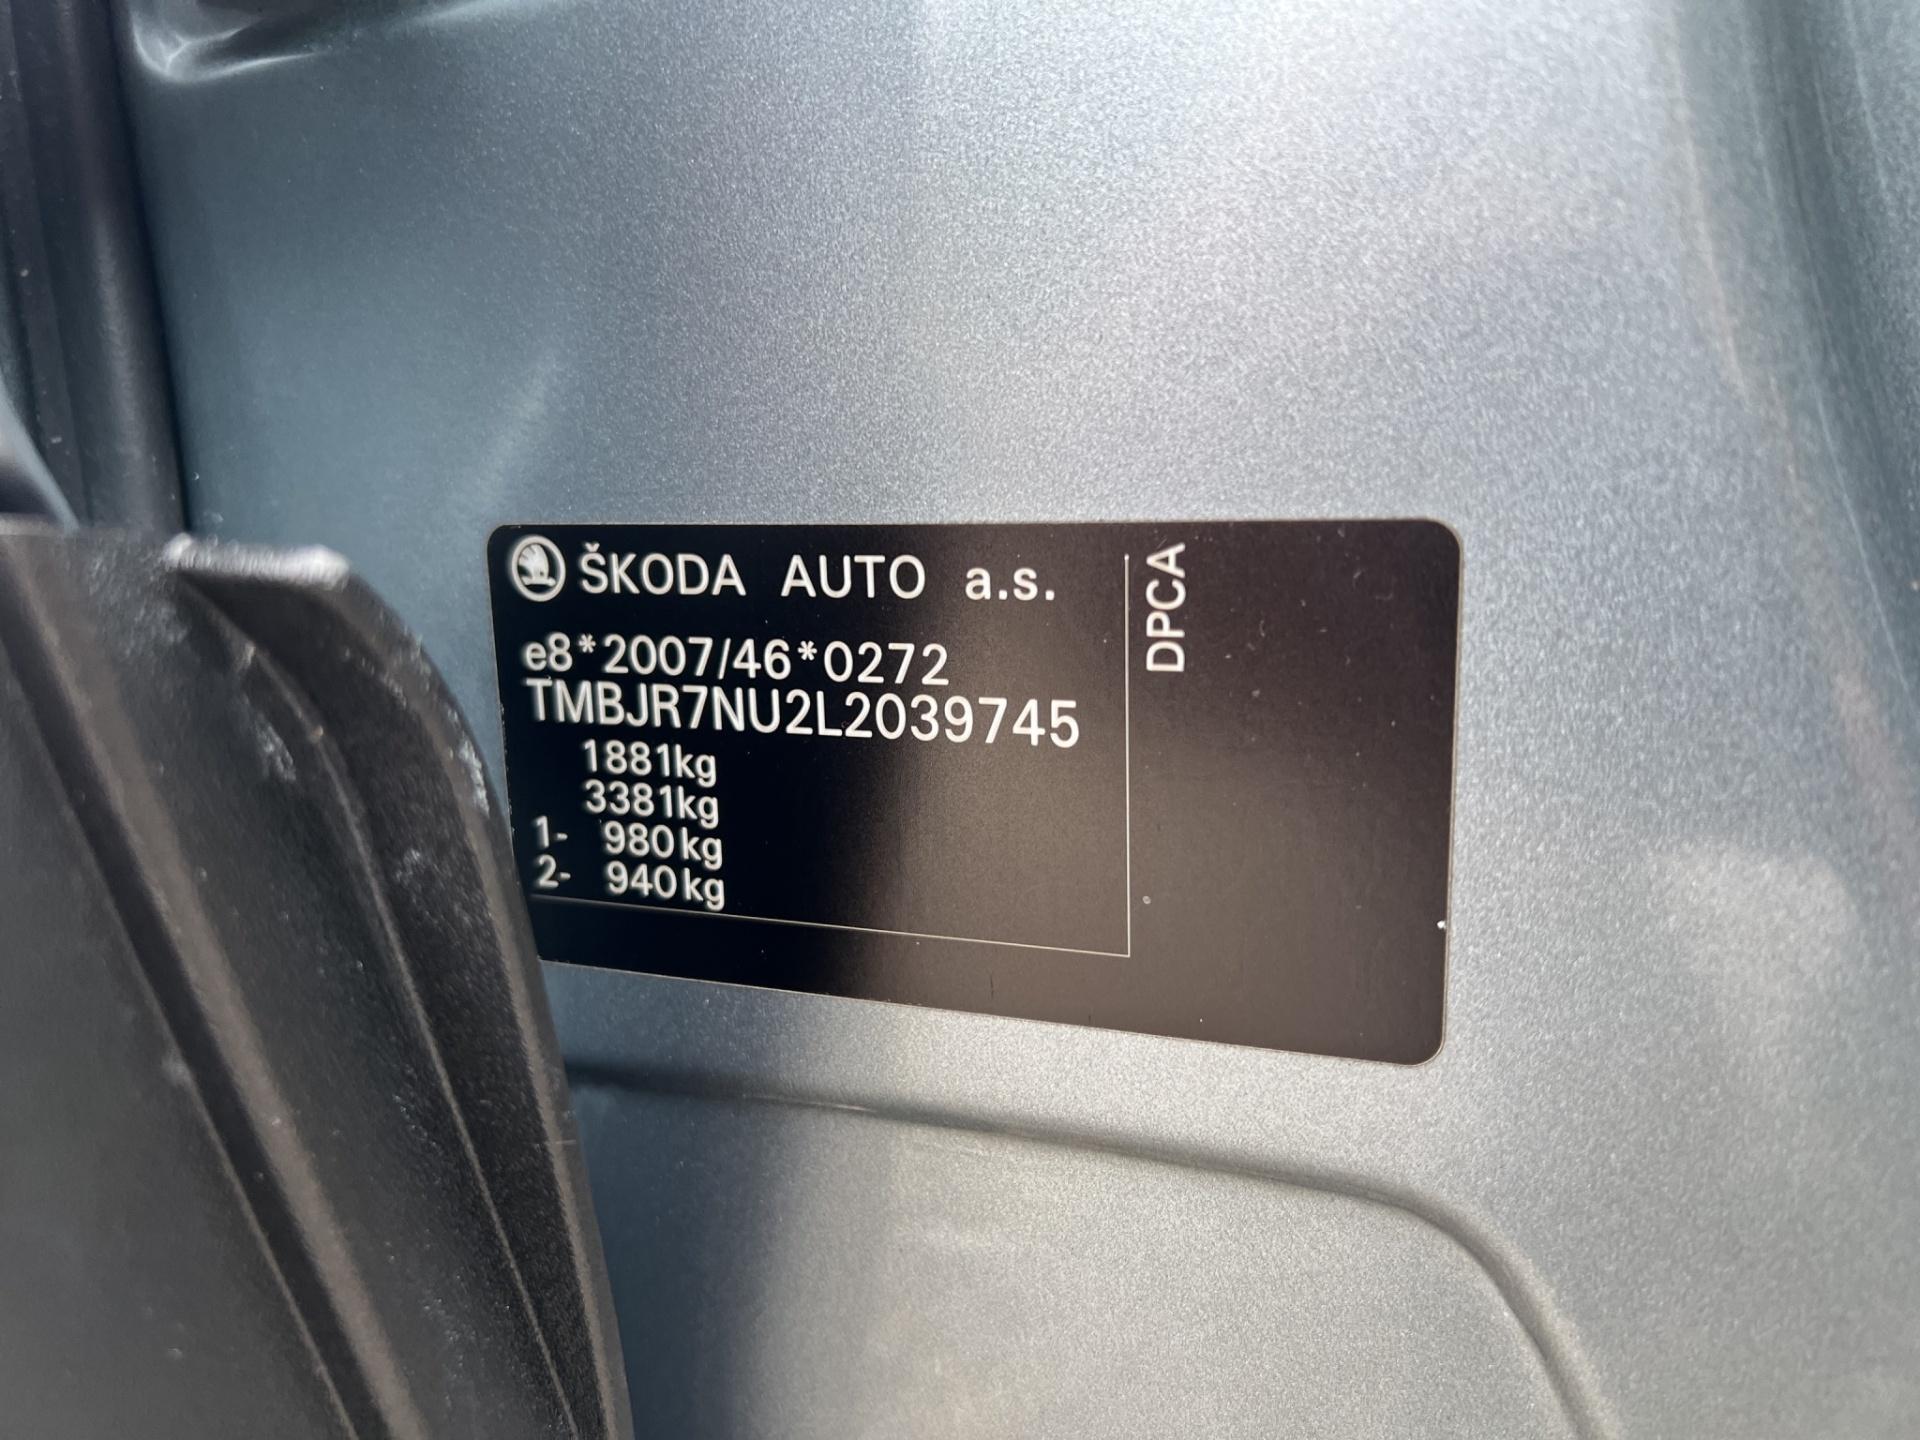 ŠKODA AUTO a.s.
e8*2007/46*0272
TMBJR7NU2L2039745
1881kg
3381kg
1- 980kg
2- 940kg
DPCA